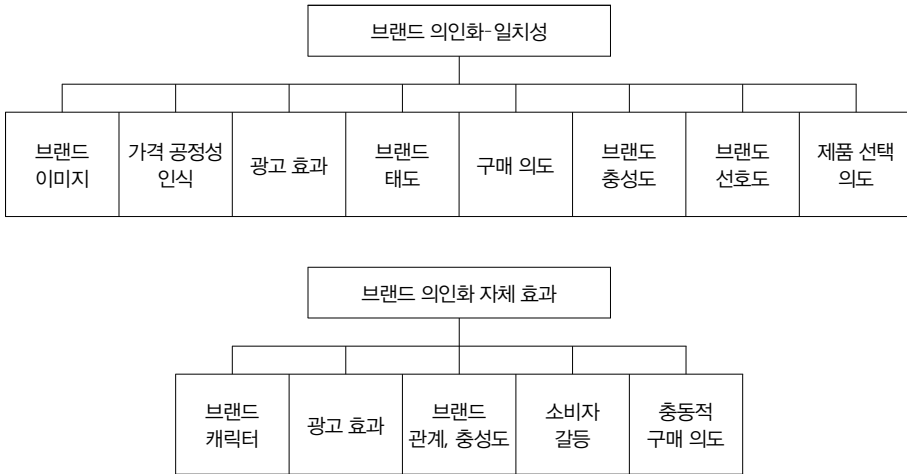 브랜드 의인화-일치성
브랜드
이미지
가격 공정성
인식
광고 효과
브랜드
태도
구매 의도
브랜도
충성도
브랜도
선호도
제품 선택
의도
브랜드 의인화 자체 효과
브랜드
캐릭터
광고 효과
브랜드
관계, 충성도
소비자
갈등
충동적
구매 의도